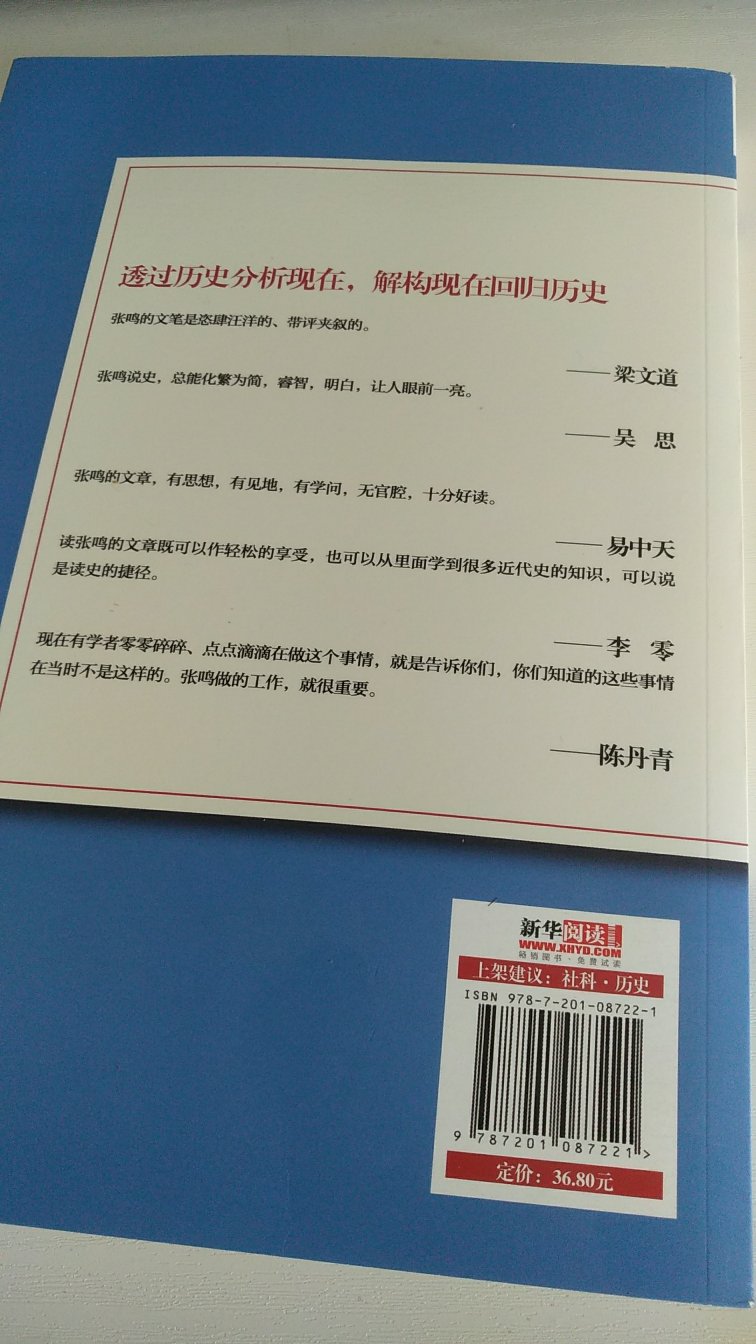 透过历史分析现在，解构现在回归历史
张鸣的文笔是恣肆汪洋的、带评夹叙的。
——梁文道
张鸣说史，总能化繁为简，睿智，明白，让人眼前一亮。
——吴 思
张鸣的文章，有思想，有见地，有学问，无官腔，十分好读。
——易中天
读张鸣的文章既可以作轻松的享受，也可以从里面学到很多近代史的知识，可以说
是读史的捷径。
——李 零
现在有学者零零碎碎、点点滴滴在做这个事情，就是告诉你们，你们知道的这些事情
在当时不是这样的。张鸣做的工作，就很重要。
——陈丹青
新华阅读
WWW.XHYD.COM
畅销图书·免费试读
上架建议：社科·历史
ISBN 978-7-201-08722-1
9 787201 087221 >
定价：36.80元